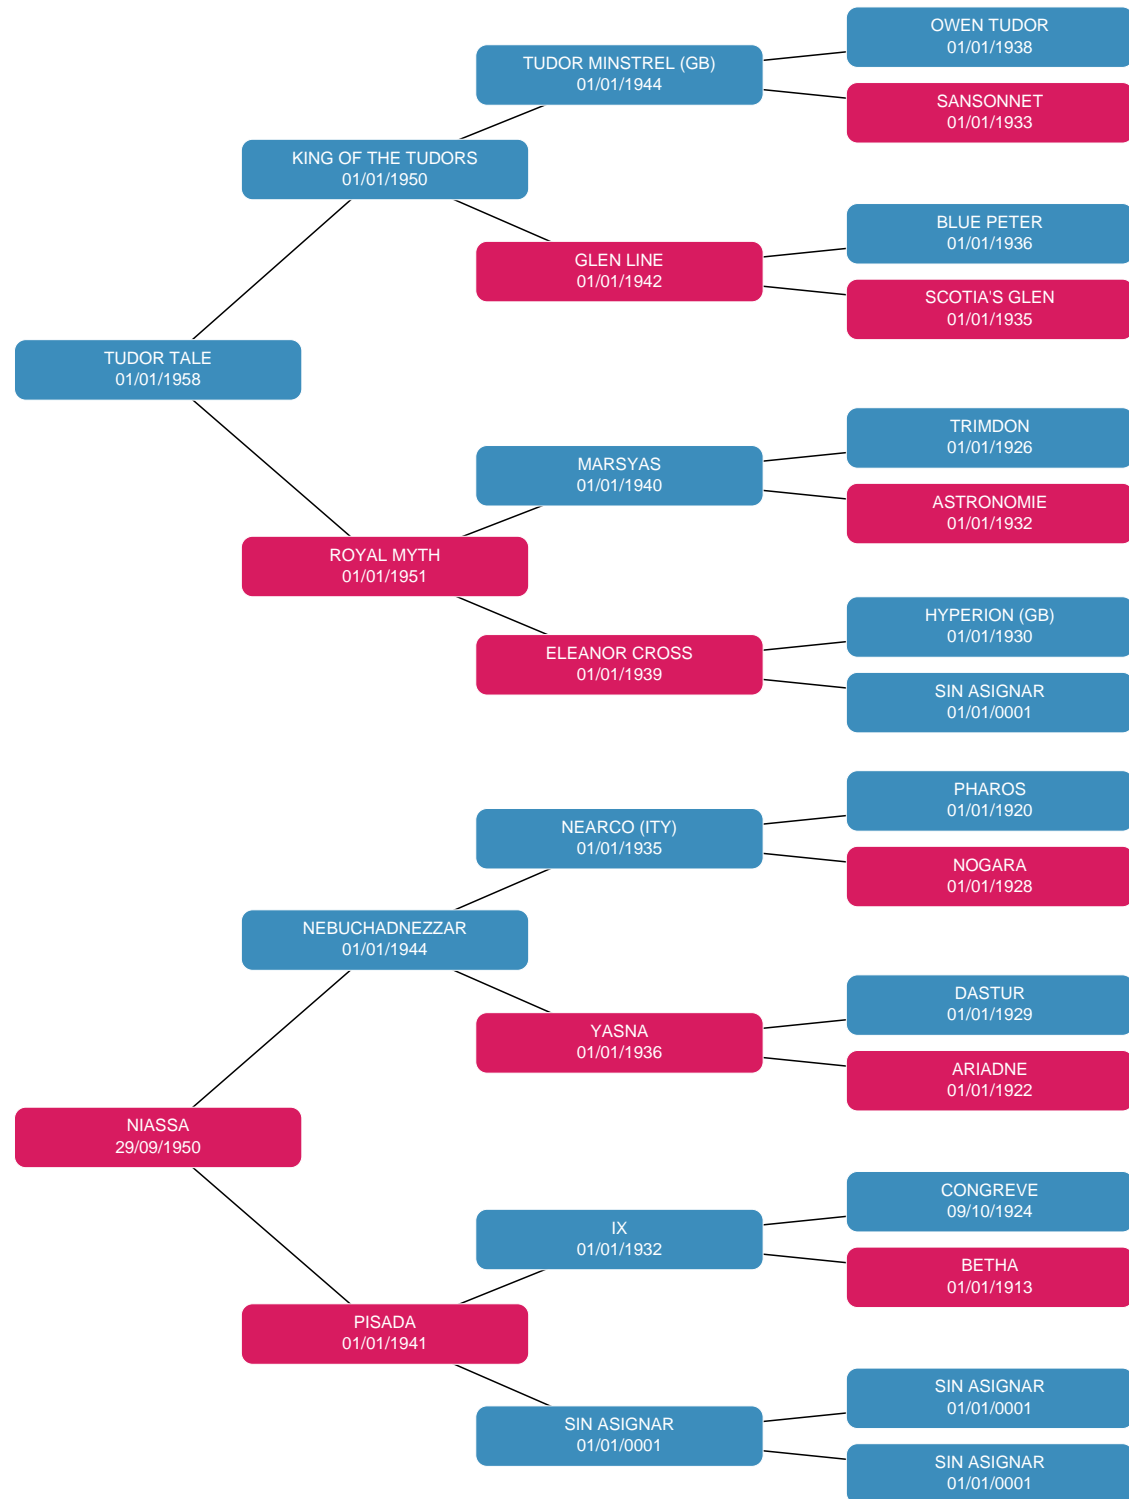 OWEN TUDOR
01/01/1938
TUDOR MINSTREL (GB)
01/01/1944
SANSONNET
01/01/1933
KING OF THE TUDORS
01/01/1950
BLUE PETER
01/01/1936
GLEN LINE
01/01/1942
SCOTIA'S GLEN
01/01/1935
TUDOR TALE
01/01/1958
TRIMDON
01/01/1926
MARSYAS
01/01/1940
ASTRONOMIE
01/01/1932
ROYAL MYTH
01/01/1951
HYPERION (GB)
01/01/1930
ELEANOR CROSS
01/01/1939
SIN ASIGNAR
01/01/0001
PHAROS
01/01/1920
NEARCO (ITY)
01/01/1935
NOGARA
01/01/1928
NEBUCHADNEZZAR
01/01/1944
DASTUR
01/01/1929
YASNA
01/01/1936
ARIADNE
01/01/1922
NIASSA
29/09/1950
CONGREVE
09/10/1924
IX
01/01/1932
BETHA
01/01/1913
PISADA
01/01/1941
SIN ASIGNAR
01/01/0001
SIN ASIGNAR
01/01/0001
SIN ASIGNAR
01/01/0001